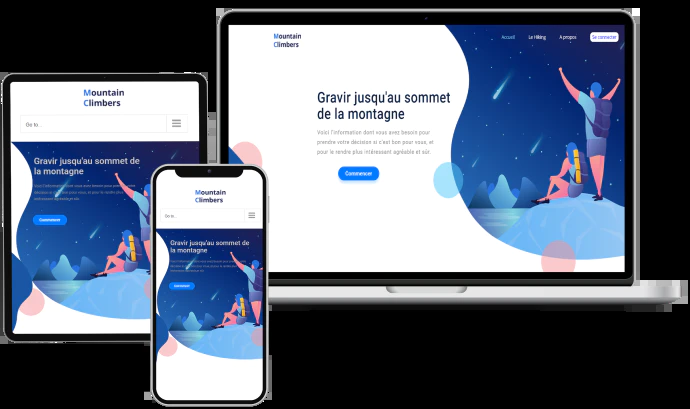 Mountain
Climbers
Accueil
Le Hiking
A propos
Se connecter
Gravir jusqu'au sommet
de la montagne
Voici l'information dont vous avez besoin pour
prendre votre décision si c'est bon pour vous, et
pour le rendre plus intéressant agréable et sûr.
Commencer
Mountain
Climbers
Go to...
Gravir jusqu'au sommet de
la montagne
Commencer
Mountain
Climbers
Go to...
Gravir jusqu'au sommet de
la montagne
Commencer